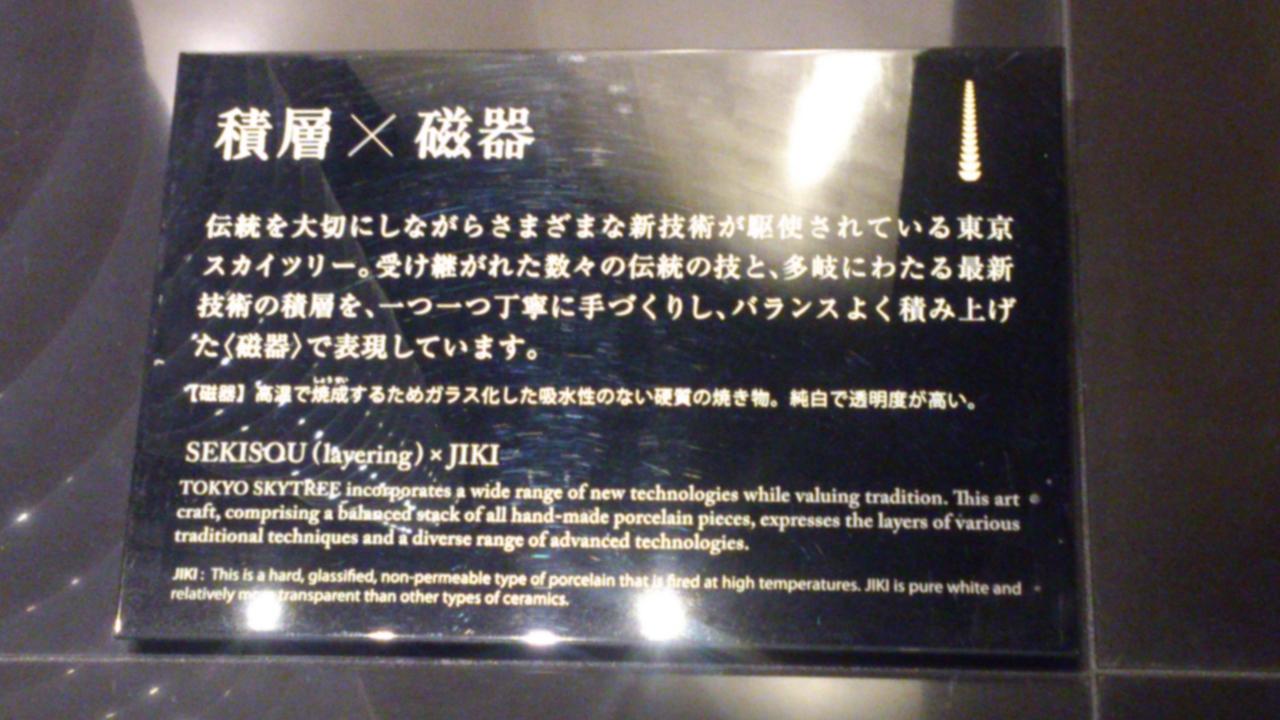 積層×磁器
伝統を大切にしながらさまざまな新技術が駆使されている東京
スカイツリー。受け継がれた数々の伝統の技と、多岐にわたる最新
技術の積層を、一つ一つ丁寧に手づくりし、バランスよく積み上げ
た〈磁器〉で表現しています。
しょうせい
【磁器】高温で焼成するためガラス化した吸水性のない硬質の焼き物。純白で透明度が高い。
SEKISOU (layering) × JIKI
TOKYO SKYTREE incorporates a wide range of new technologies while valuing tradition. This art
craft, comprising a balanced stack of all hand-made porcelain pieces, expresses the layers of various
traditional techniques and a diverse range of advanced technologies.
JIKI : This is a hard, glassified, non-permeable type of porcelain that is fired at high temperatures. JIKI is pure white and
relatively more transparent than other types of ceramics.